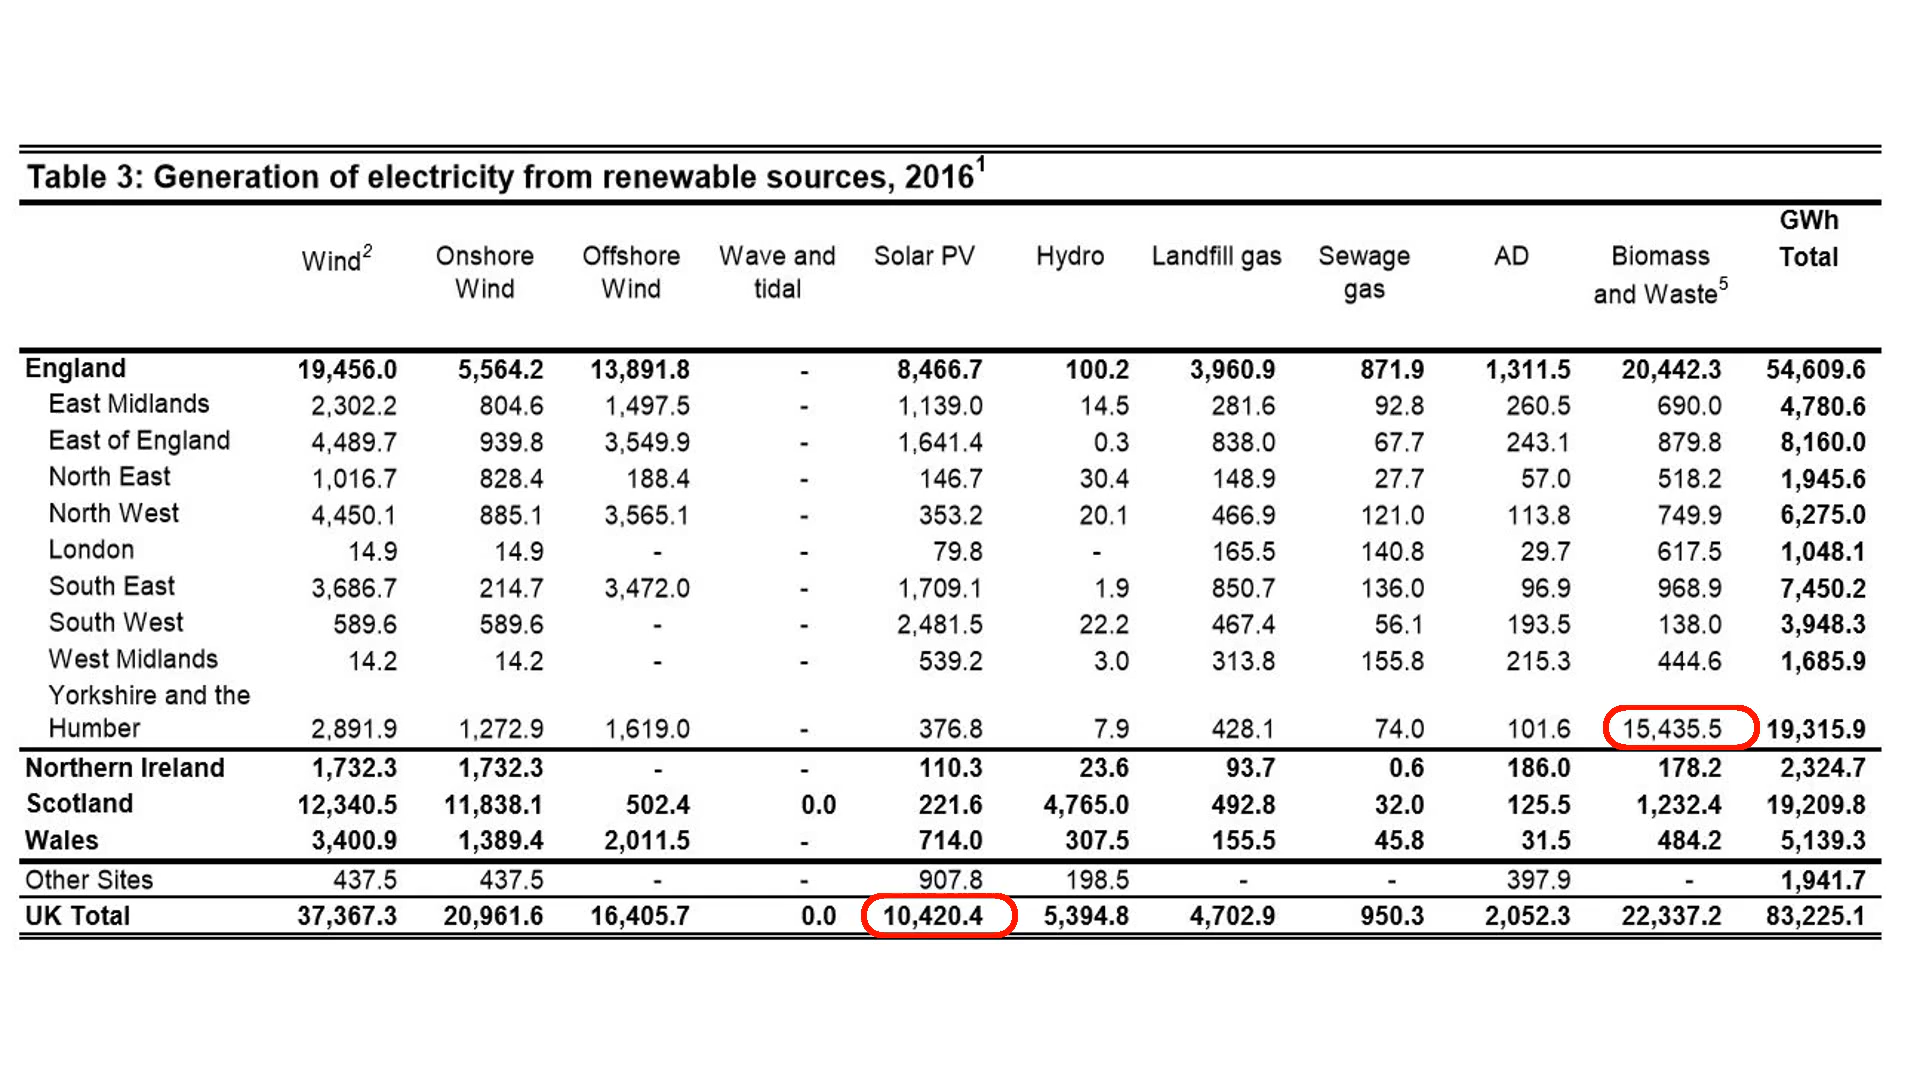 Table 3: Generation of electricity from renewable sources, 2016¹
GWh
Wind² Onshore Wind Offshore Wind Wave and tidal Solar PV Hydro Landfill gas Sewage gas AD Biomass and Waste⁵ Total
England 19,456.0 5,564.2 13,891.8 - 8,466.7 100.2 3,960.9 871.9 1,311.5 20,442.3 54,609.6
East Midlands 2,302.2 804.6 1,497.5 - 1,139.0 14.5 281.6 92.8 260.5 690.0 4,780.6
East of England 4,489.7 939.8 3,549.9 - 1,641.4 0.3 838.0 67.7 243.1 879.8 8,160.0
North East 1,016.7 828.4 188.4 - 146.7 30.4 148.9 27.7 57.0 518.2 1,945.6
North West 4,450.1 885.1 3,565.1 - 353.2 20.1 466.9 121.0 113.8 749.9 6,275.0
London 14.9 14.9 - - 79.8 - 165.5 140.8 29.7 617.5 1,048.1
South East 3,686.7 214.7 3,472.0 - 1,709.1 1.9 850.7 136.0 96.9 968.9 7,450.2
South West 589.6 589.6 - - 2,481.5 22.2 467.4 56.1 193.5 138.0 3,948.3
West Midlands 14.2 14.2 - - 539.2 3.0 313.8 155.8 215.3 444.6 1,685.9
Yorkshire and the
Humber 2,891.9 1,272.9 1,619.0 - 376.8 7.9 428.1 74.0 101.6 15,435.5 19,315.9
Northern Ireland 1,732.3 1,732.3 - - 110.3 23.6 93.7 0.6 186.0 178.2 2,324.7
Scotland 12,340.5 11,838.1 502.4 0.0 221.6 4,765.0 492.8 32.0 125.5 1,232.4 19,209.8
Wales 3,400.9 1,389.4 2,011.5 - 714.0 307.5 155.5 45.8 31.5 484.2 5,139.3
Other Sites 437.5 437.5 - - 907.8 198.5 - - 397.9 - 1,941.7
UK Total 37,367.3 20,961.6 16,405.7 0.0 10,420.4 5,394.8 4,702.9 950.3 2,052.3 22,337.2 83,225.1